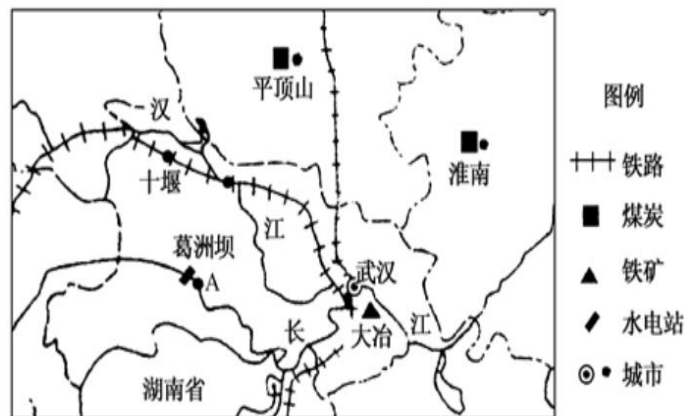 汉
平顶山
淮南
十堰
江
葛洲坝
A
武汉
长
江
大冶
湖南省
图例
铁路
煤炭
铁矿
水电站
城市